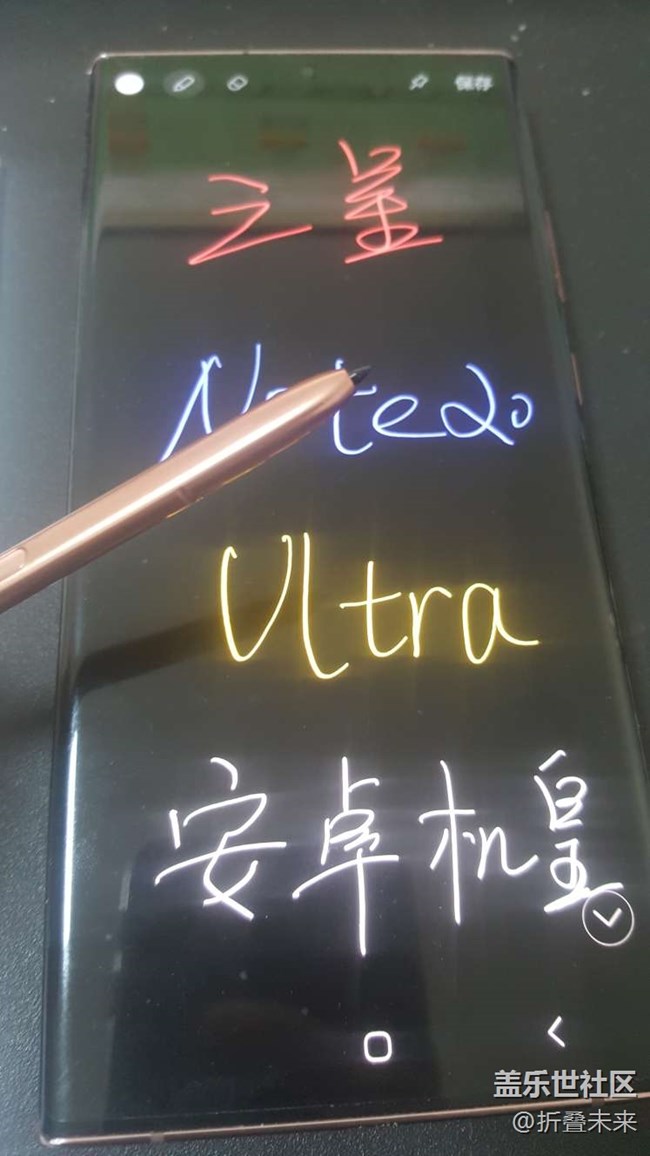 保存
三星
Note20
Ultra
安卓机皇
盖乐世社区
@折叠未来